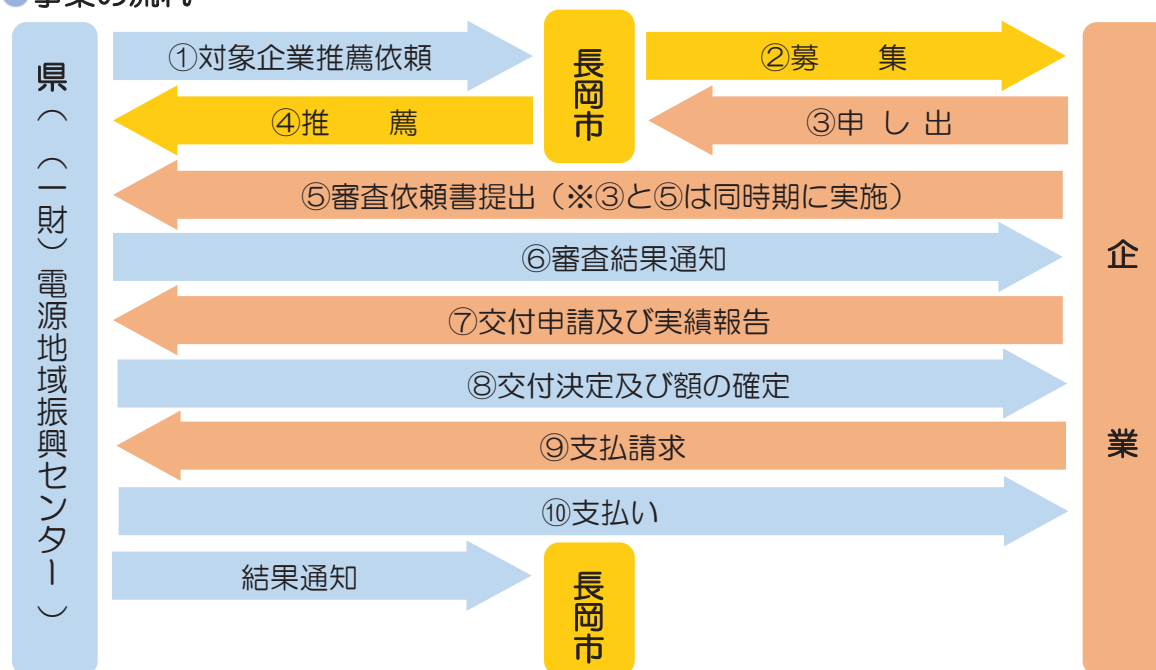 ●事業の流れ
県（（一財）電源地域振興センター）
①対象企業推薦依頼
長岡市
②募　集
④推　薦
③申し出
⑤審査依頼書提出（※③と⑤は同時期に実施）
⑥審査結果通知
企業
⑦交付申請及び実績報告
⑧交付決定及び額の確定
⑨支払請求
⑩支払い
結果通知
長岡市